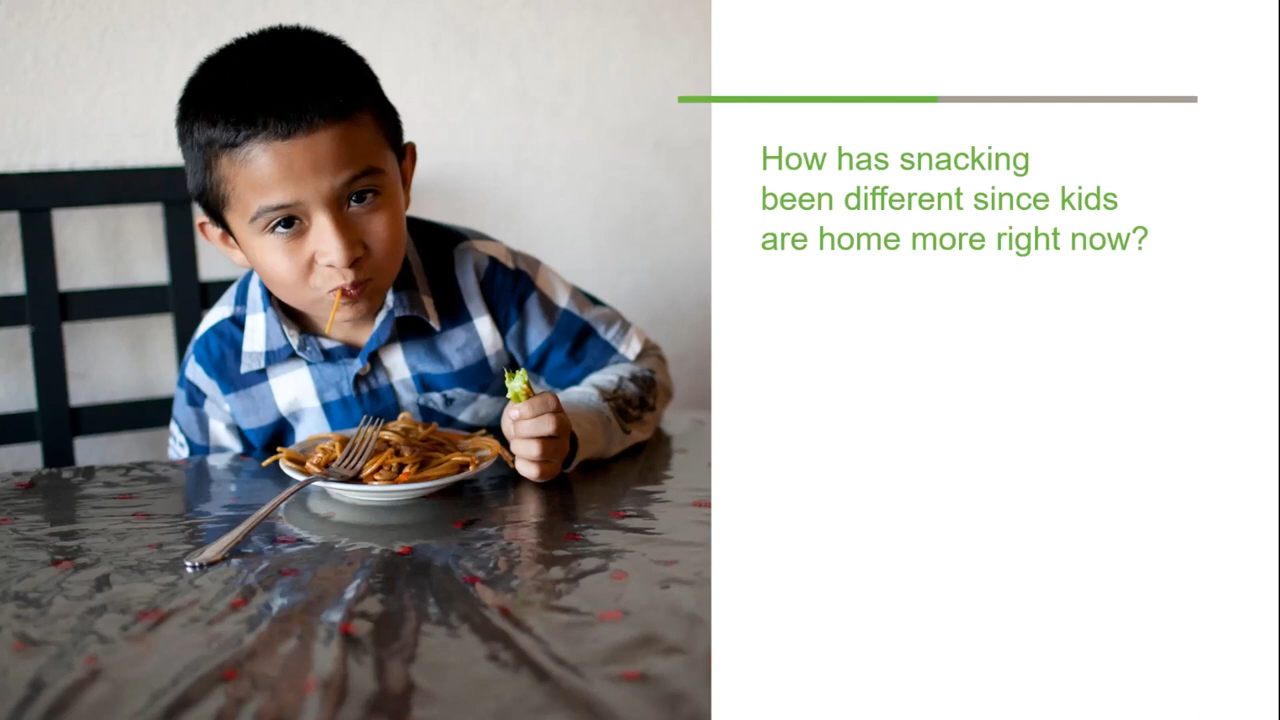 How has snacking
been different since kids
are home more right now?